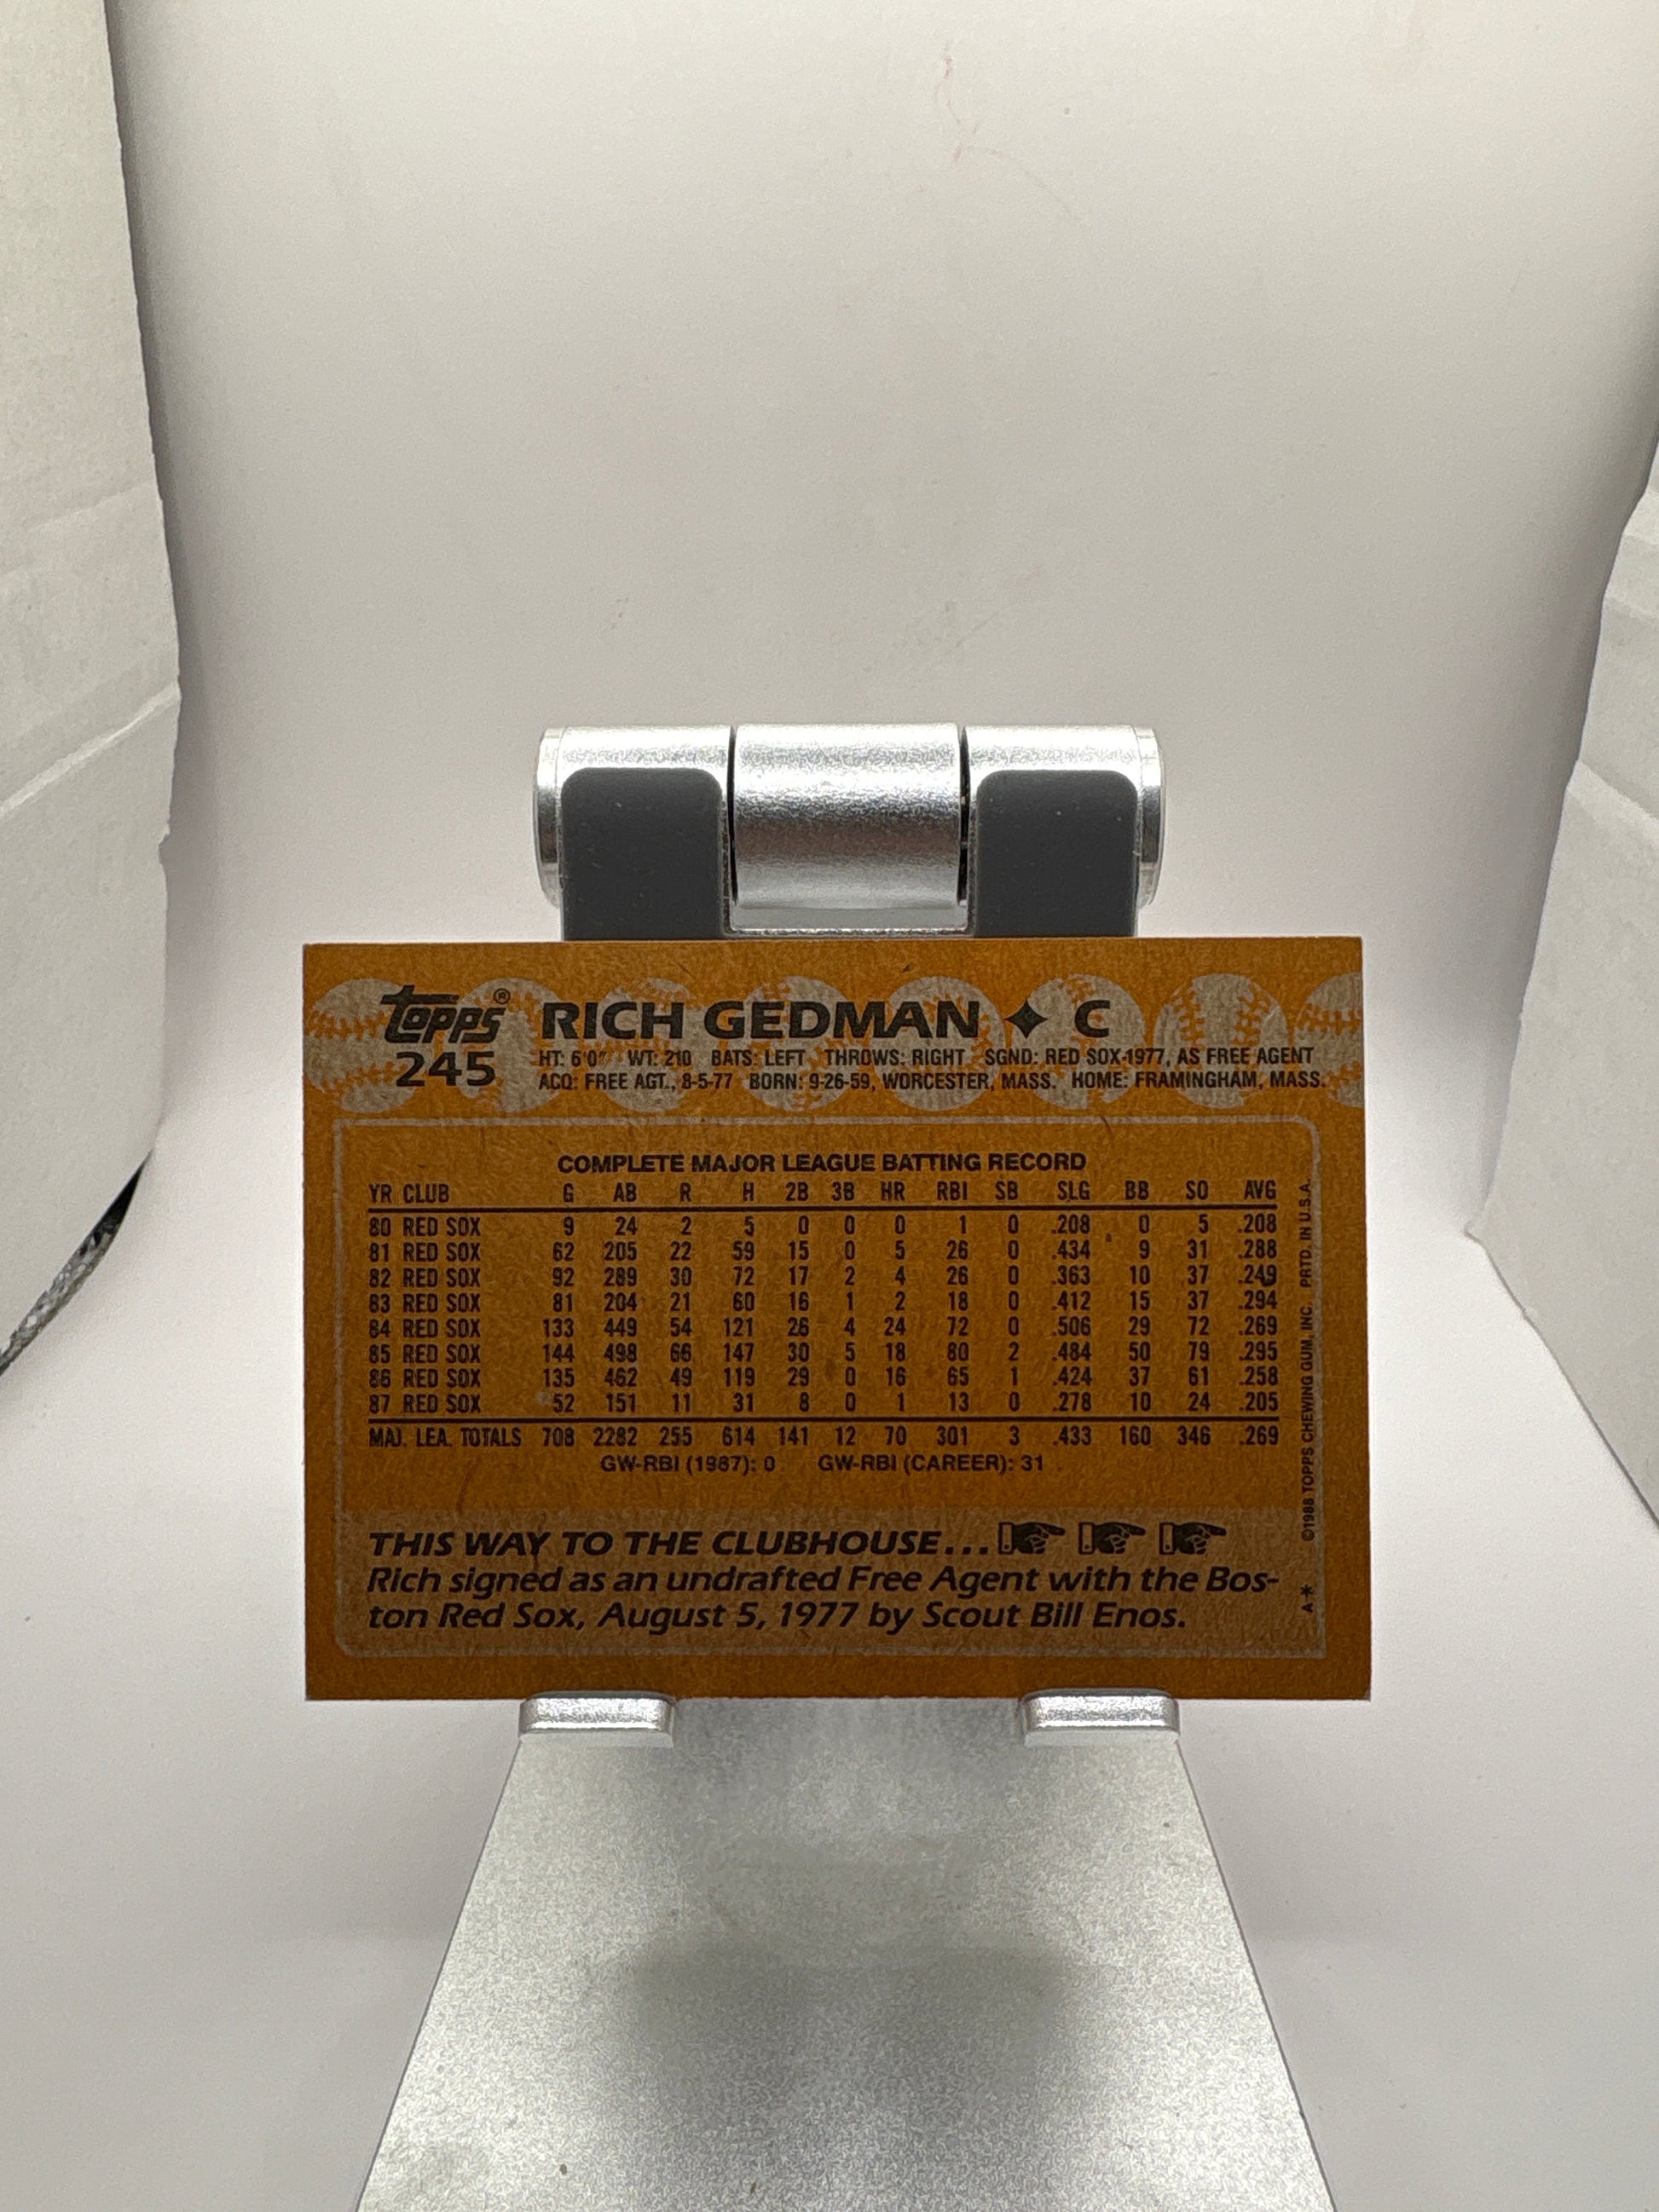 topps® RICH GEDMAN ✦ C
245 HT: 6'0" WT: 210 BATS: LEFT THROWS: RIGHT SGND: RED SOX-1977, AS FREE AGENT
ACQ: FREE AGT., 8-5-77 BORN: 9-26-59, WORCESTER, MASS. HOME: FRAMINGHAM, MASS.
COMPLETE MAJOR LEAGUE BATTING RECORD
YR CLUB G AB R H 2B 3B HR RBI SB SLG BB SO AVG
80 RED SOX 9 24 2 5 0 0 0 1 0 .208 0 5 .208
81 RED SOX 62 205 22 59 15 0 5 26 0 .434 9 31 .288
82 RED SOX 92 289 30 72 17 2 4 26 0 .363 10 37 .249
83 RED SOX 81 204 21 60 16 1 2 18 0 .412 15 37 .294
84 RED SOX 133 449 54 121 26 4 24 72 0 .506 29 72 .269
85 RED SOX 144 498 66 147 30 5 18 80 2 .484 50 79 .295
86 RED SOX 135 462 49 119 29 0 16 65 1 .424 37 61 .258
87 RED SOX 52 151 11 31 8 0 1 13 0 .278 10 24 .205
MAJ. LEA. TOTALS 708 2282 255 614 141 12 70 301 3 .433 160 346 .269
GW-RBI (1987): 0 GW-RBI (CAREER): 31
THIS WAY TO THE CLUBHOUSE...
Rich signed as an undrafted Free Agent with the Bos-
ton Red Sox, August 5, 1977 by Scout Bill Enos.
A* ©1988 TOPPS CHEWING GUM, INC. PRTD. IN U.S.A.